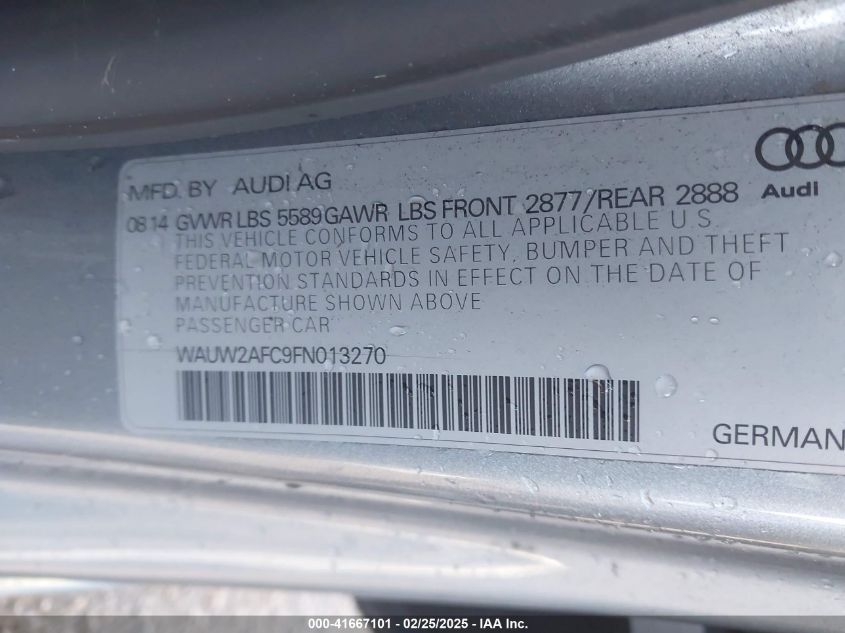 MFD. BY AUDI AG
08 14 GVWR LBS 5589 GAWR LBS FRONT 2877/REAR 2888
Audi
THIS VEHICLE CONFORMS TO ALL APPLICABLE U S
FEDERAL MOTOR VEHICLE SAFETY, BUMPER AND THEFT
PREVENTION STANDARDS IN EFFECT ON THE DATE OF
MANUFACTURE SHOWN ABOVE
PASSENGER CAR
WAUW2AFC9FN013270
GERMAN
000-41667101 - 02/25/2025 - IAA Inc.